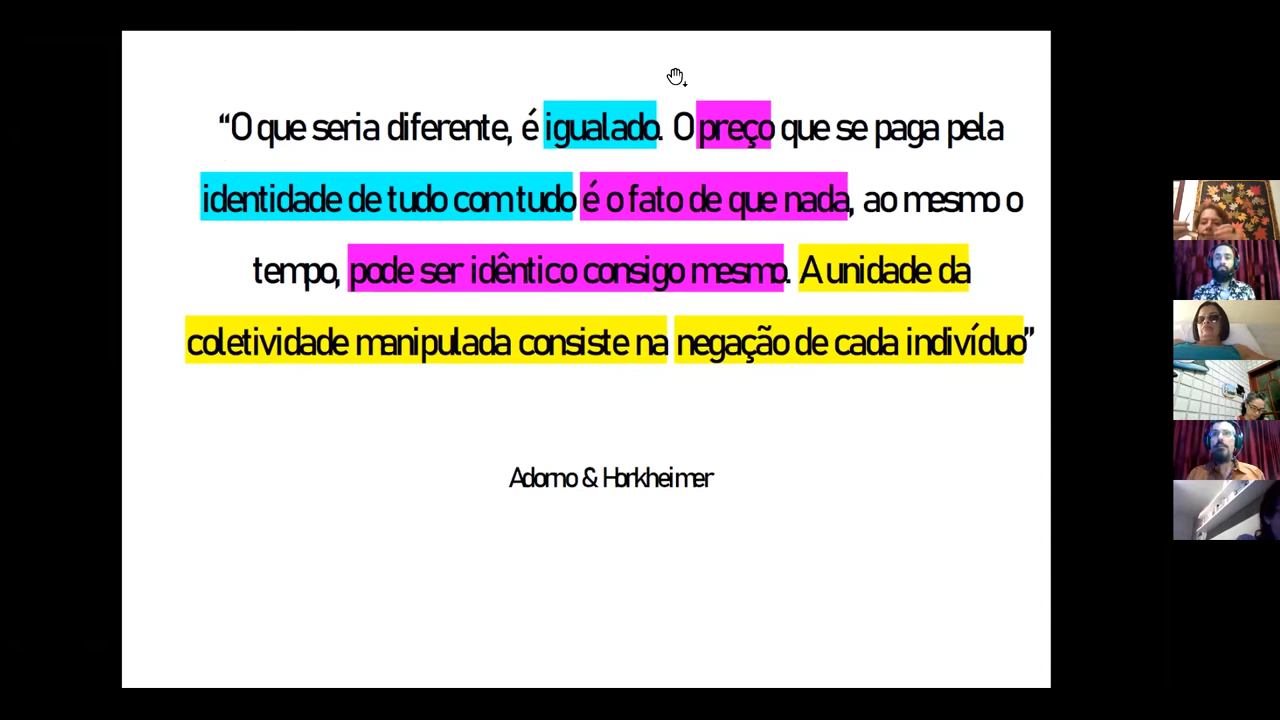 “O que seria diferente, é igualado. O preço que se paga pela
identidade de tudo com tudo é o fato de que nada, ao mesmo o
tempo, pode ser idêntico consigo mesmo. A unidade da
coletividade manipulada consiste na negação de cada indivíduo”
Adorno & Horkheimer